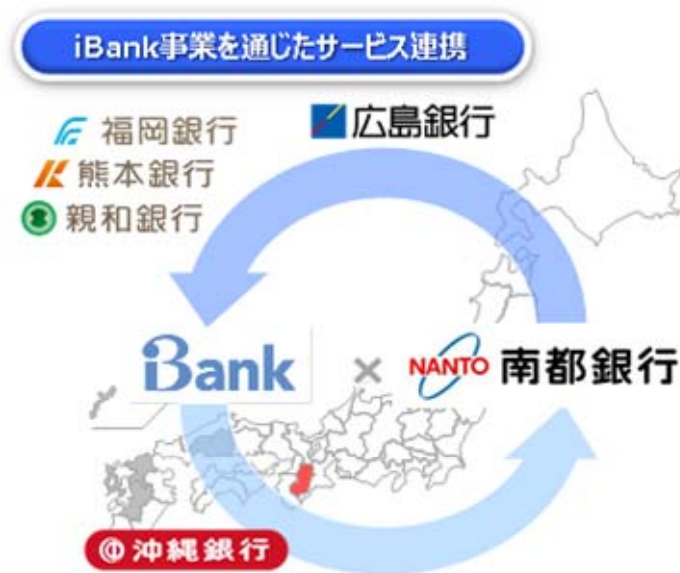 iBank事業を通じたサービス連携
福岡銀行
広島銀行
熊本銀行
親和銀行
iBank × NANTO 南都銀行
沖縄銀行